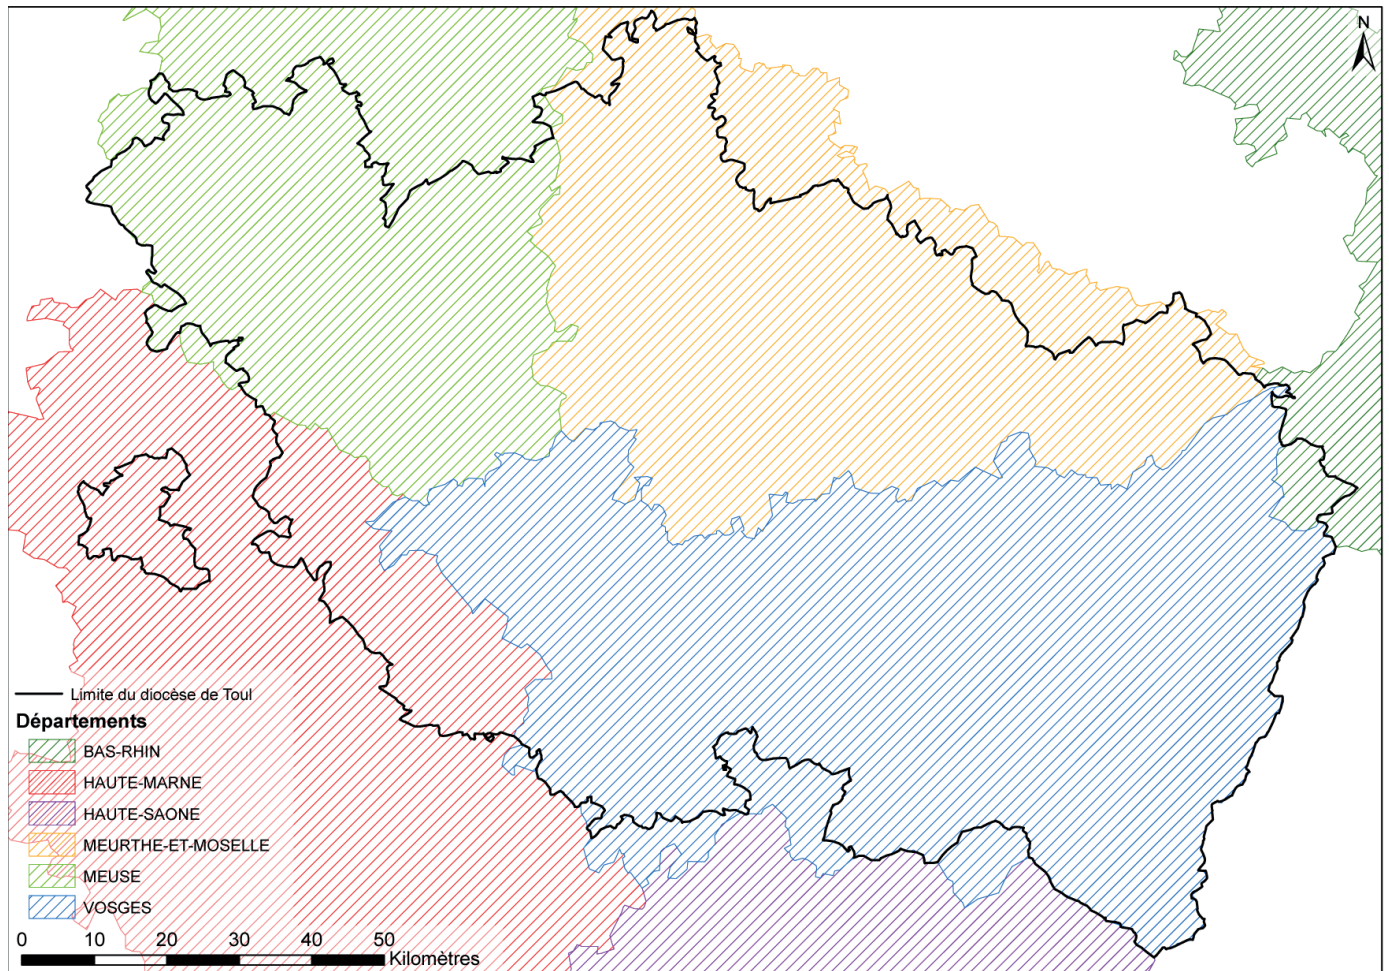 N
Limite du diocèse de Toul
Départements
BAS-RHIN
HAUTE-MARNE
HAUTE-SAONE
MEURTHE-ET-MOSELLE
MEUSE
VOSGES
0 10 20 30 40 50
Kilomètres